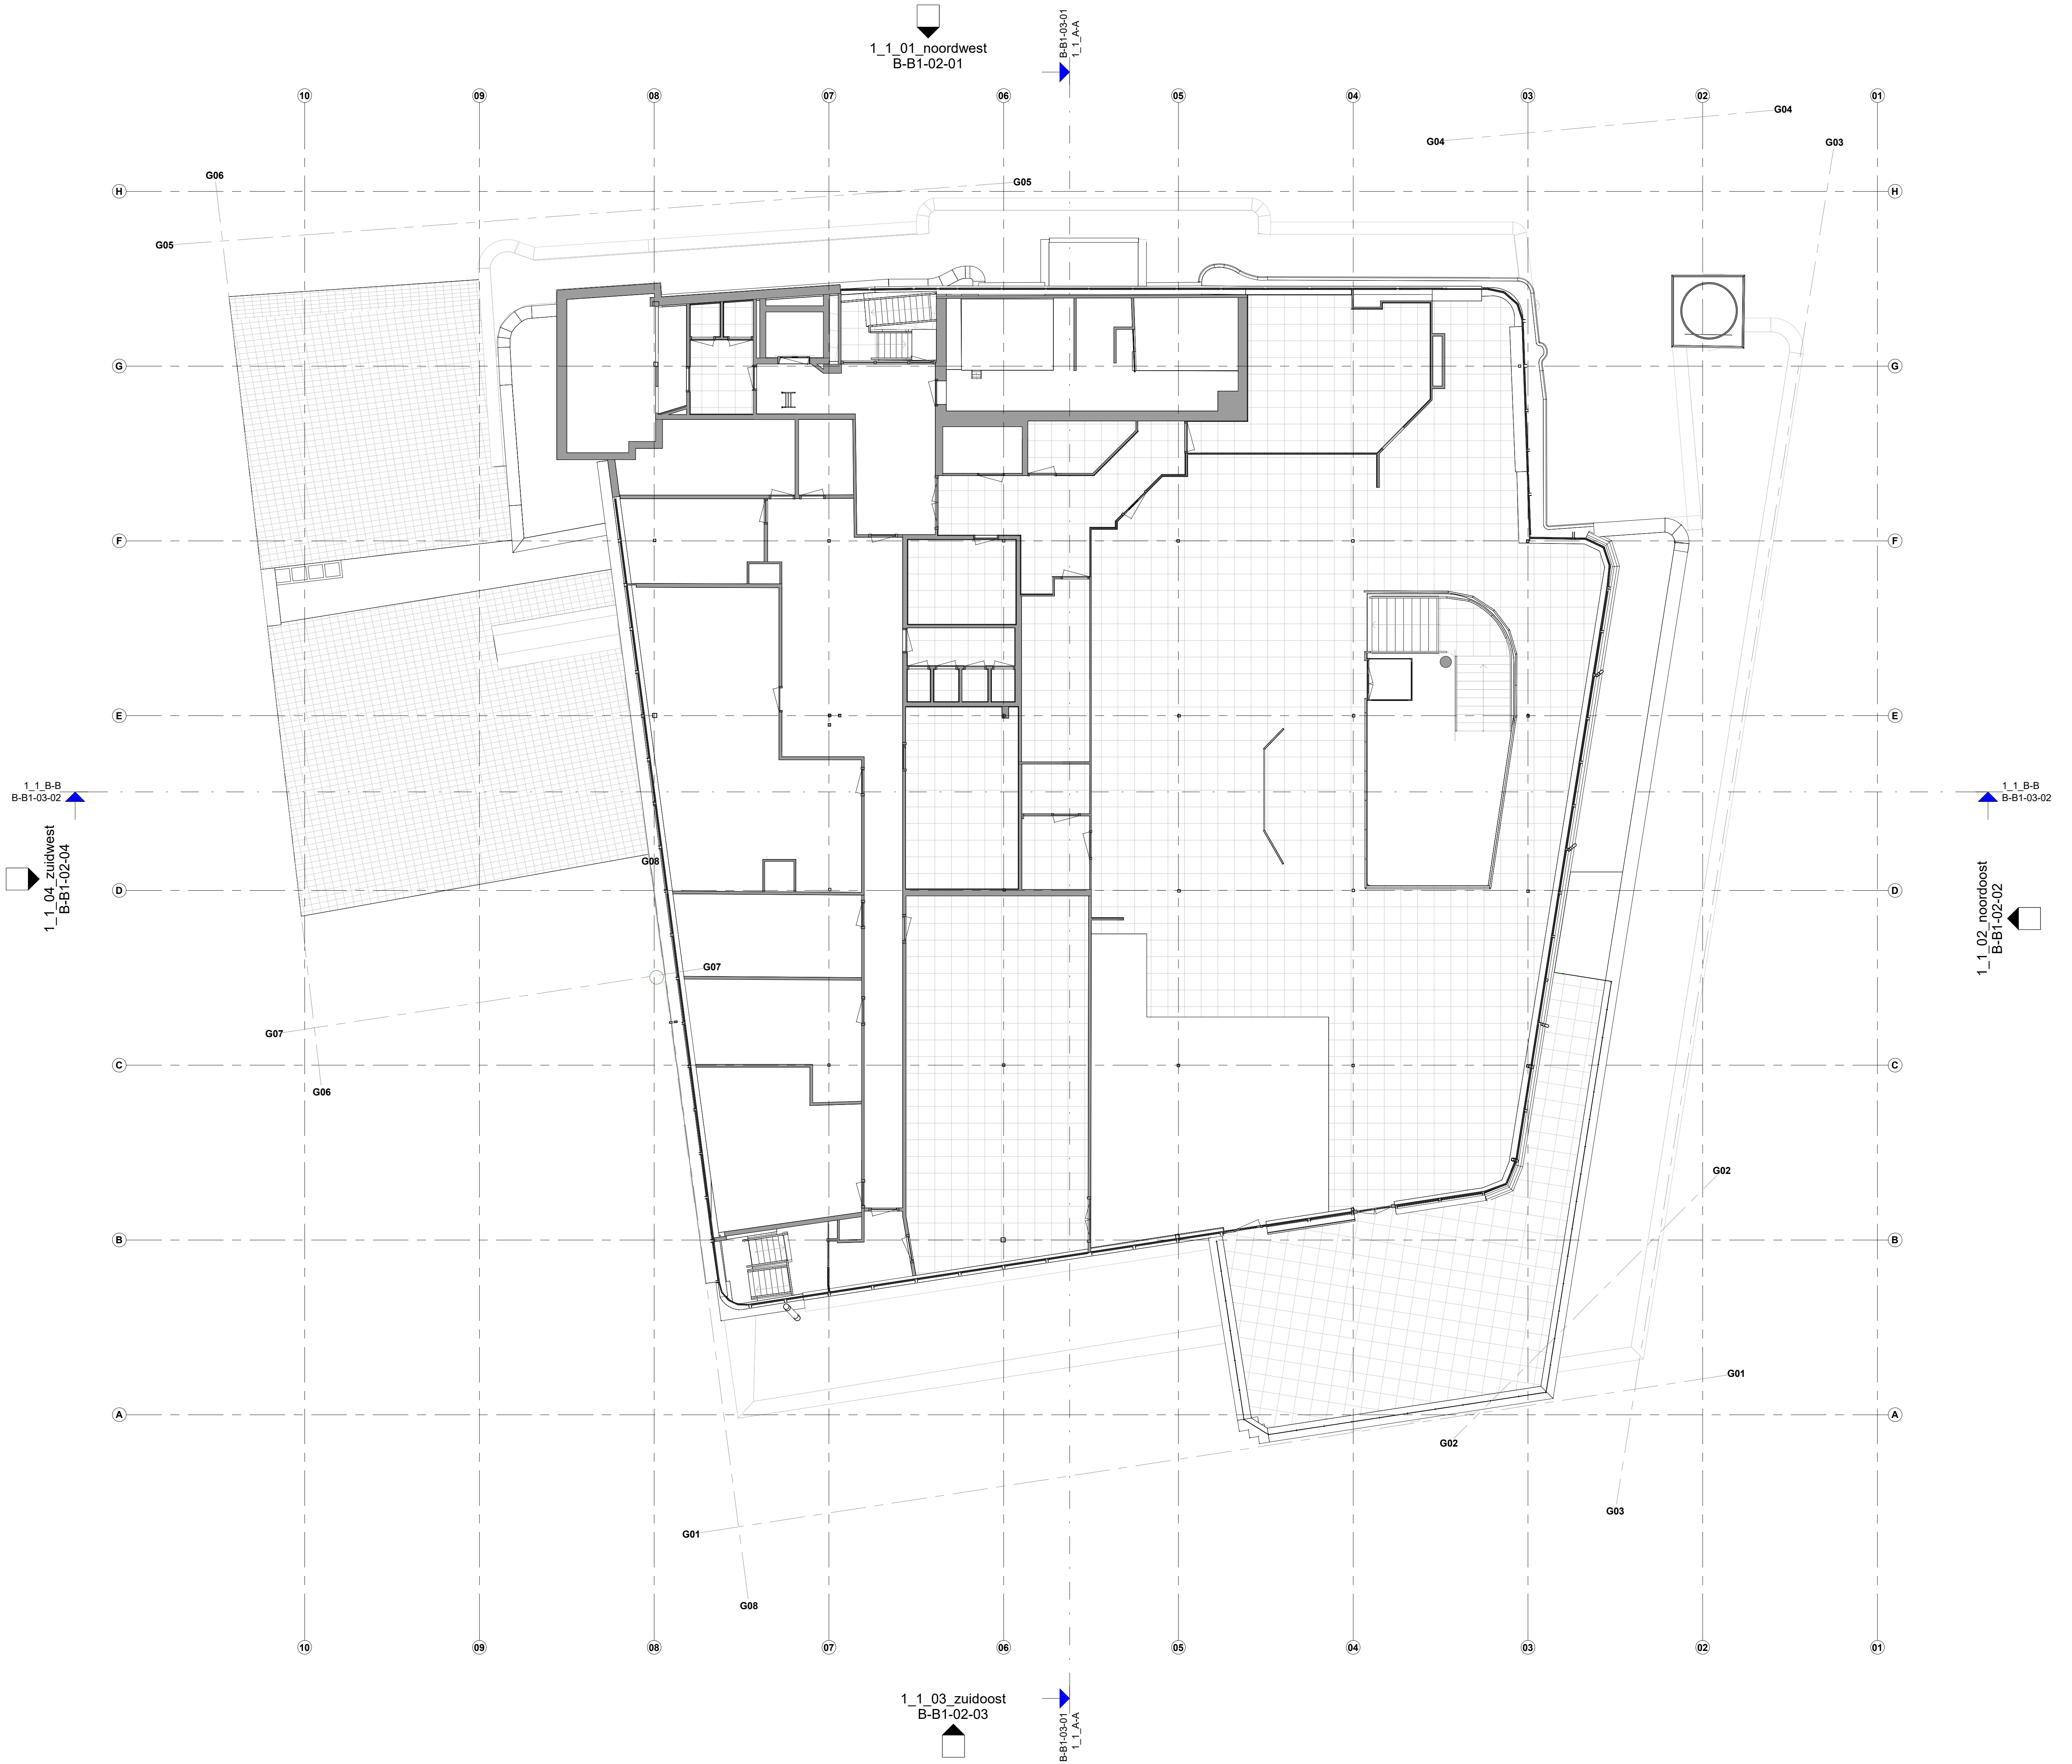 1_1_01_noordwest
B-B1-02-01
B-B1-03-01
1_1_A-A
10 09 08 07 06 05 04 03 02 01
G04 G04
G03
G06
G05
H H
G05
G G
F F
E E
1_1_B-B
B-B1-03-02
1_1_B-B
B-B1-03-02
1_1_04_zuidwest
B-B1-02-04
G08
1_1_02_noordoost
B-B1-02-02
D D
G07
G07
C C
G06
G02
B B
G01
A A
G02
G03
G01
G08
10 09 08 07 06 05 04 03 02 01
1_1_03_zuidoost
B-B1-02-03
B-B1-03-01
1_1_A-A